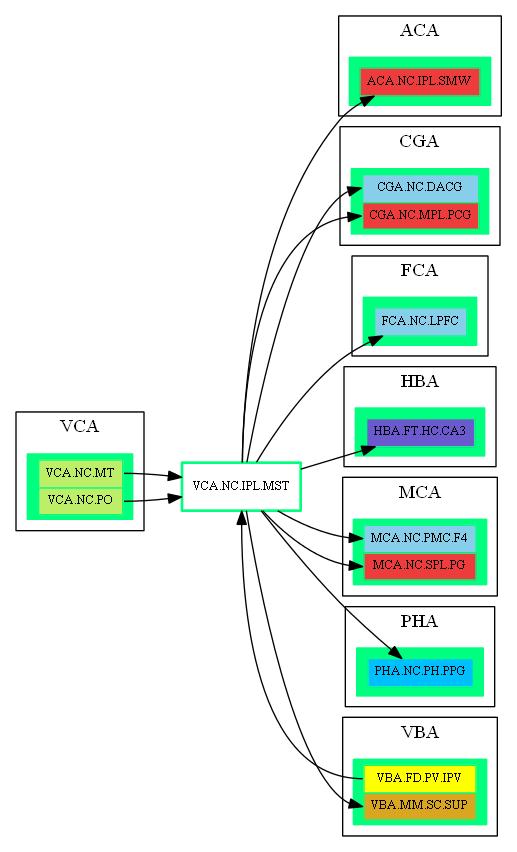 ACA
ACA.NC.IPL.SMW
CGA
CGA.NC.DACG
CGA.NC.MPL.PCG
FCA
FCA.NC.LPFC
HBA
HBA.FT.HC.CA3
VCA
VCA.NC.MT
VCA.NC.PO
VCA.NC.IPL.MST
MCA
MCA.NC.PMC.F4
MCA.NC.SPL.PG
PHA
PHA.NC.PH.PPG
VBA
VBA.FD.PV.IPV
VBA.MM.SC.SUP